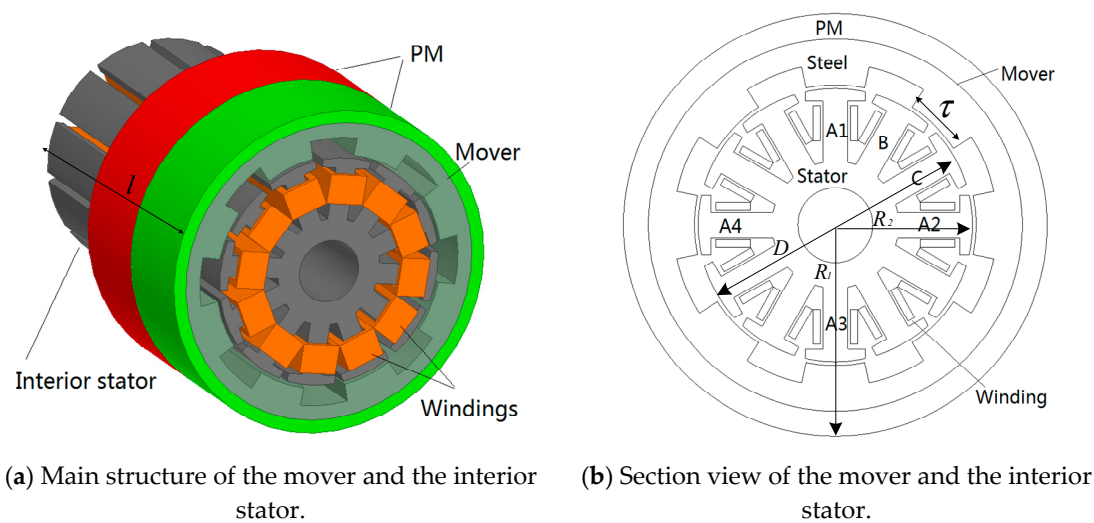 PM
Mover
l
Interior stator
Windings
PM
Steel
Mover
τ
A1
B
Stator
C
A4
R₂
A2
D
R₁
A3
Winding
(a) Main structure of the mover and the interior
stator.
(b) Section view of the mover and the interior
stator.